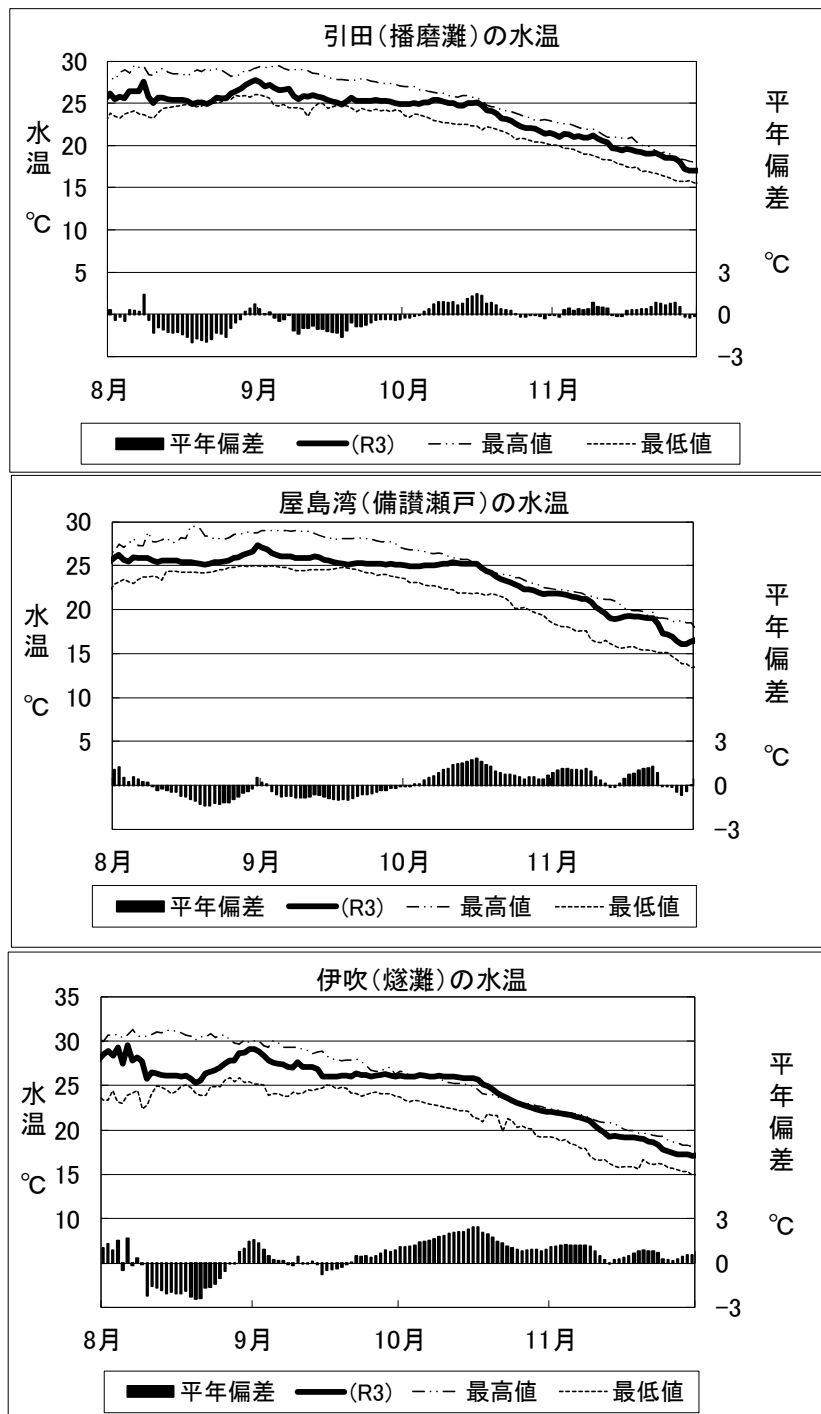 引田（播磨灘）の水温
30
25
20
15
10
5
水温 ℃
平年偏差 ℃
3
0
−3
8月 9月 10月 11月
平年偏差 (R3) 最高値 最低値
屋島湾（備讃瀬戸）の水温
30
25
20
15
10
5
水温 ℃
平年偏差 ℃
3
0
−3
8月 9月 10月 11月
平年偏差 (R3) 最高値 最低値
伊吹（燧灘）の水温
35
30
25
20
15
10
水温 ℃
平年偏差 ℃
3
0
−3
8月 9月 10月 11月
平年偏差 (R3) 最高値 最低値